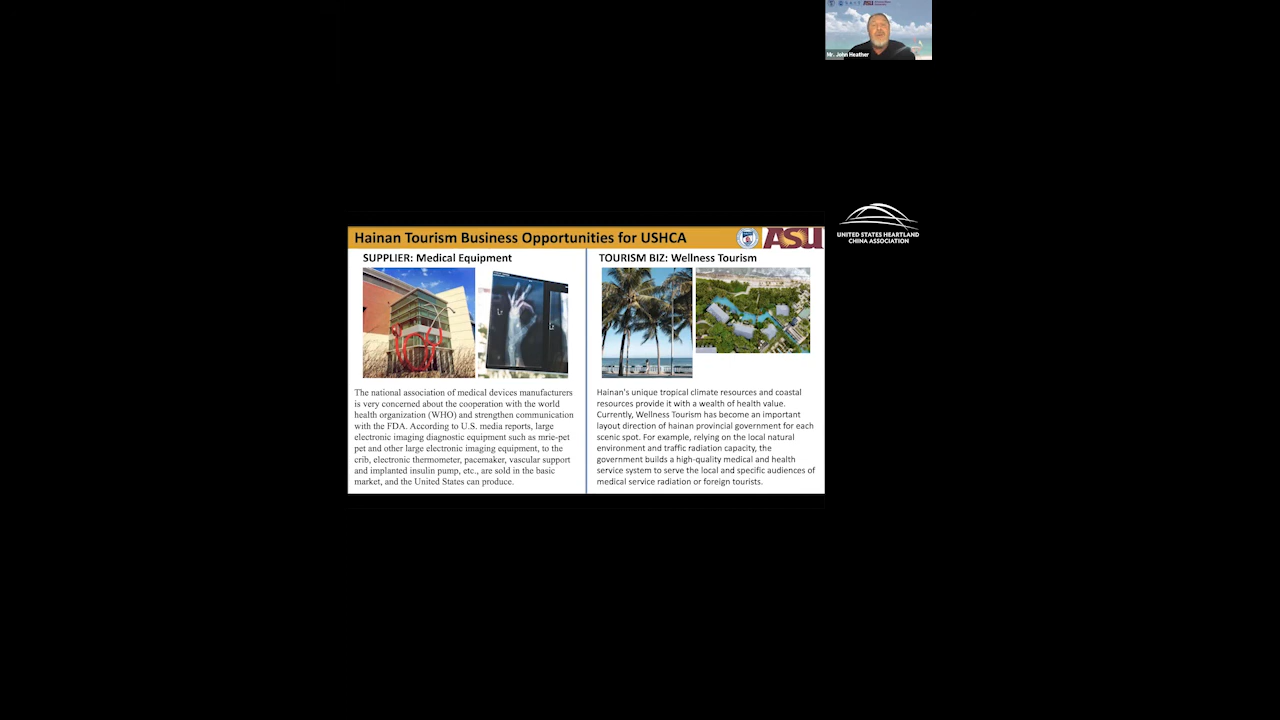 Mr. John Heather
UNITED STATES HEARTLAND
CHINA ASSOCIATION
Hainan Tourism Business Opportunities for USHCA
ASU
SUPPLIER: Medical Equipment
The national association of medical devices manufacturers
is very concerned about the cooperation with the world
health organization (WHO) and strengthen communication
with the FDA. According to U.S. media reports, large
electronic imaging diagnostic equipment such as mrie-pet
pet and other large electronic imaging equipment, to the
crib, electronic thermometer, pacemaker, vascular support
and implanted insulin pump, etc., are sold in the basic
market, and the United States can produce.
TOURISM BIZ: Wellness Tourism
Hainan's unique tropical climate resources and coastal
resources provide it with a wealth of health value.
Currently, Wellness Tourism has become an important
layout direction of hainan provincial government for each
scenic spot. For example, relying on the local natural
environment and traffic radiation capacity, the
government builds a high-quality medical and health
service system to serve the local and specific audiences of
medical service radiation or foreign tourists.